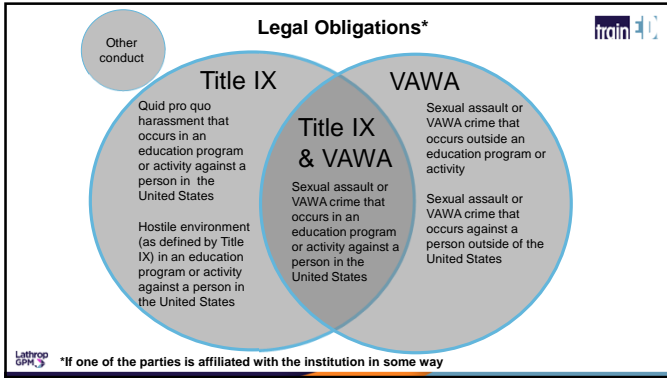 Legal Obligations*
trainED
Other
conduct
Title IX
Quid pro quo
harassment that
occurs in an
education program
or activity against a
person in the
United States
Hostile environment
(as defined by Title
IX) in an education
program or activity
against a person in
the United States
Title IX
& VAWA
Sexual assault or
VAWA crime that
occurs in an
education program
or activity against a
person in the
United States
VAWA
Sexual assault or
VAWA crime that
occurs outside an
education program or
activity
Sexual assault or
VAWA crime that
occurs against a
person outside of the
United States
Lathrop
GPM
*If one of the parties is affiliated with the institution in some way